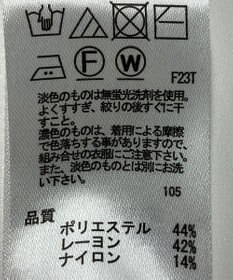 F
W
F23T
淡色のものは無蛍光洗剤を使用。
よくすすぎ、絞りの後すぐに干
すこと。
濃色のものは、着用による摩擦
で色落ちする事がありますので、
組み合せの衣服にご注意下さい。
また、淡色のものとは別にお洗
い下さい。
105
品質
ポリエステル 44%
レーヨン 42%
ナイロン 14%